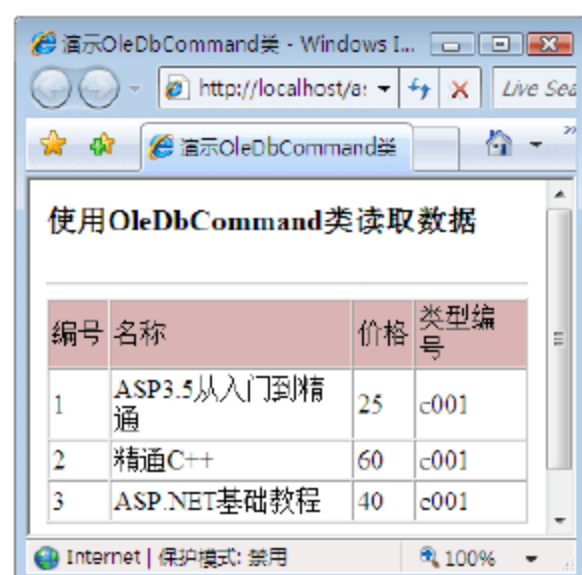 演示OleDbCommand类 - Windows I...
http://localhost/a:
Live Sea
演示OleDbCommand类
使用OleDbCommand类读取数据
编号 名称 价格 类型编
号
1 ASP3.5从入门到精
通 25 c001
2 精通C++ 60 c001
3 ASP.NET基础教程 40 c001
Internet | 保护模式: 禁用 100%